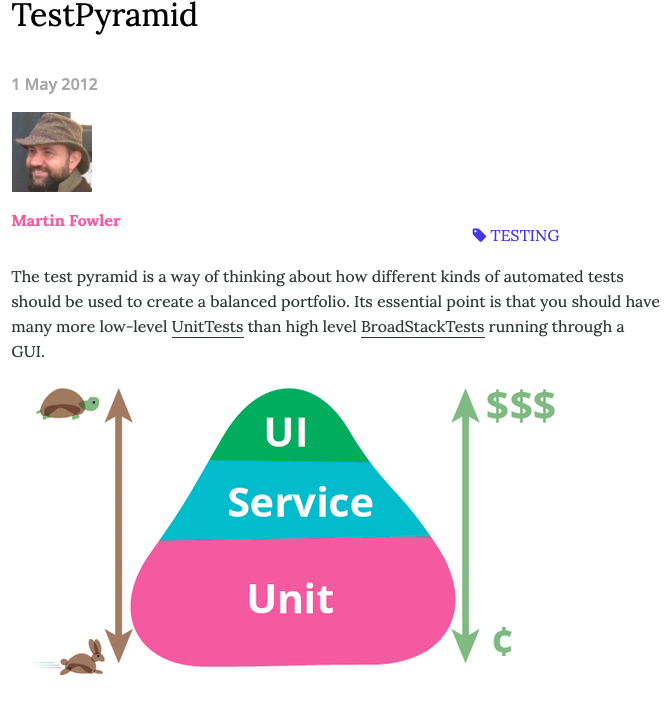 TestPyramid
1 May 2012
Martin Fowler
TESTING
The test pyramid is a way of thinking about how different kinds of automated tests
should be used to create a balanced portfolio. Its essential point is that you should have
many more low-level UnitTests than high level BroadStackTests running through a
GUI.
$$$
UI
Service
Unit
¢